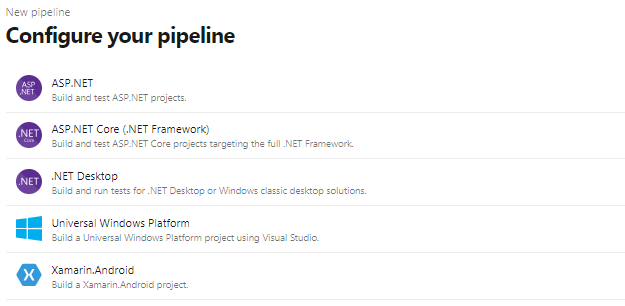 New pipeline
Configure your pipeline
ASP
.NET
ASP.NET
Build and test ASP.NET projects.
.NET
CORE
ASP.NET Core (.NET Framework)
Build and test ASP.NET Core projects targeting the full .NET Framework.
.NET
.NET Desktop
Build and run tests for .NET Desktop or Windows classic desktop solutions.
Universal Windows Platform
Build a Universal Windows Platform project using Visual Studio.
Xamarin.Android
Build a Xamarin.Android project.